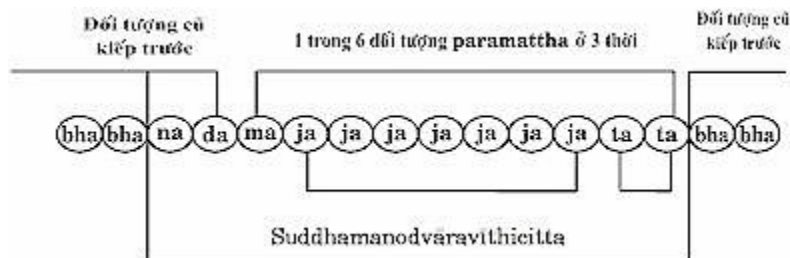 Đối tượng cũ
kiếp trước
1 trong 6 đối tượng paramattha ở 3 thời
Đối tượng cũ
kiếp trước
bha bha na da ma ja ja ja ja ja ja ja ta ta bha bha
Suddhamanodvāravīthicitta